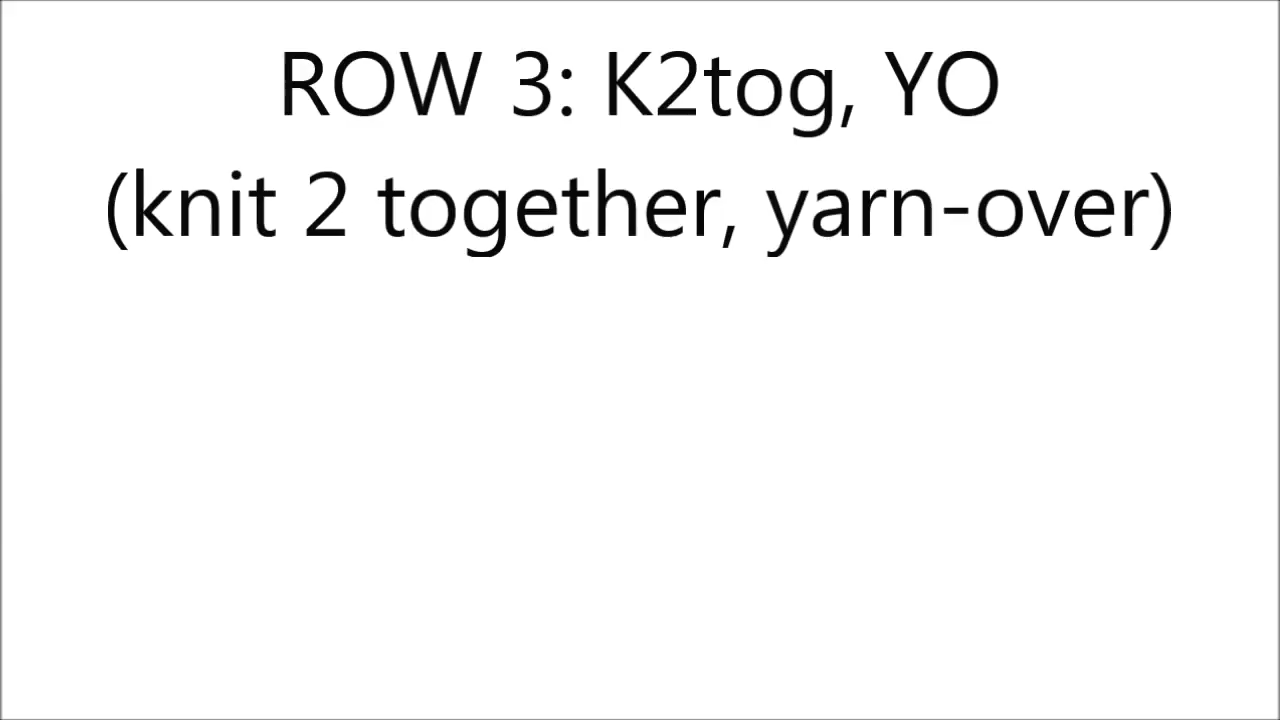 ROW 3: K2tog, YO
(knit 2 together, yarn-over)